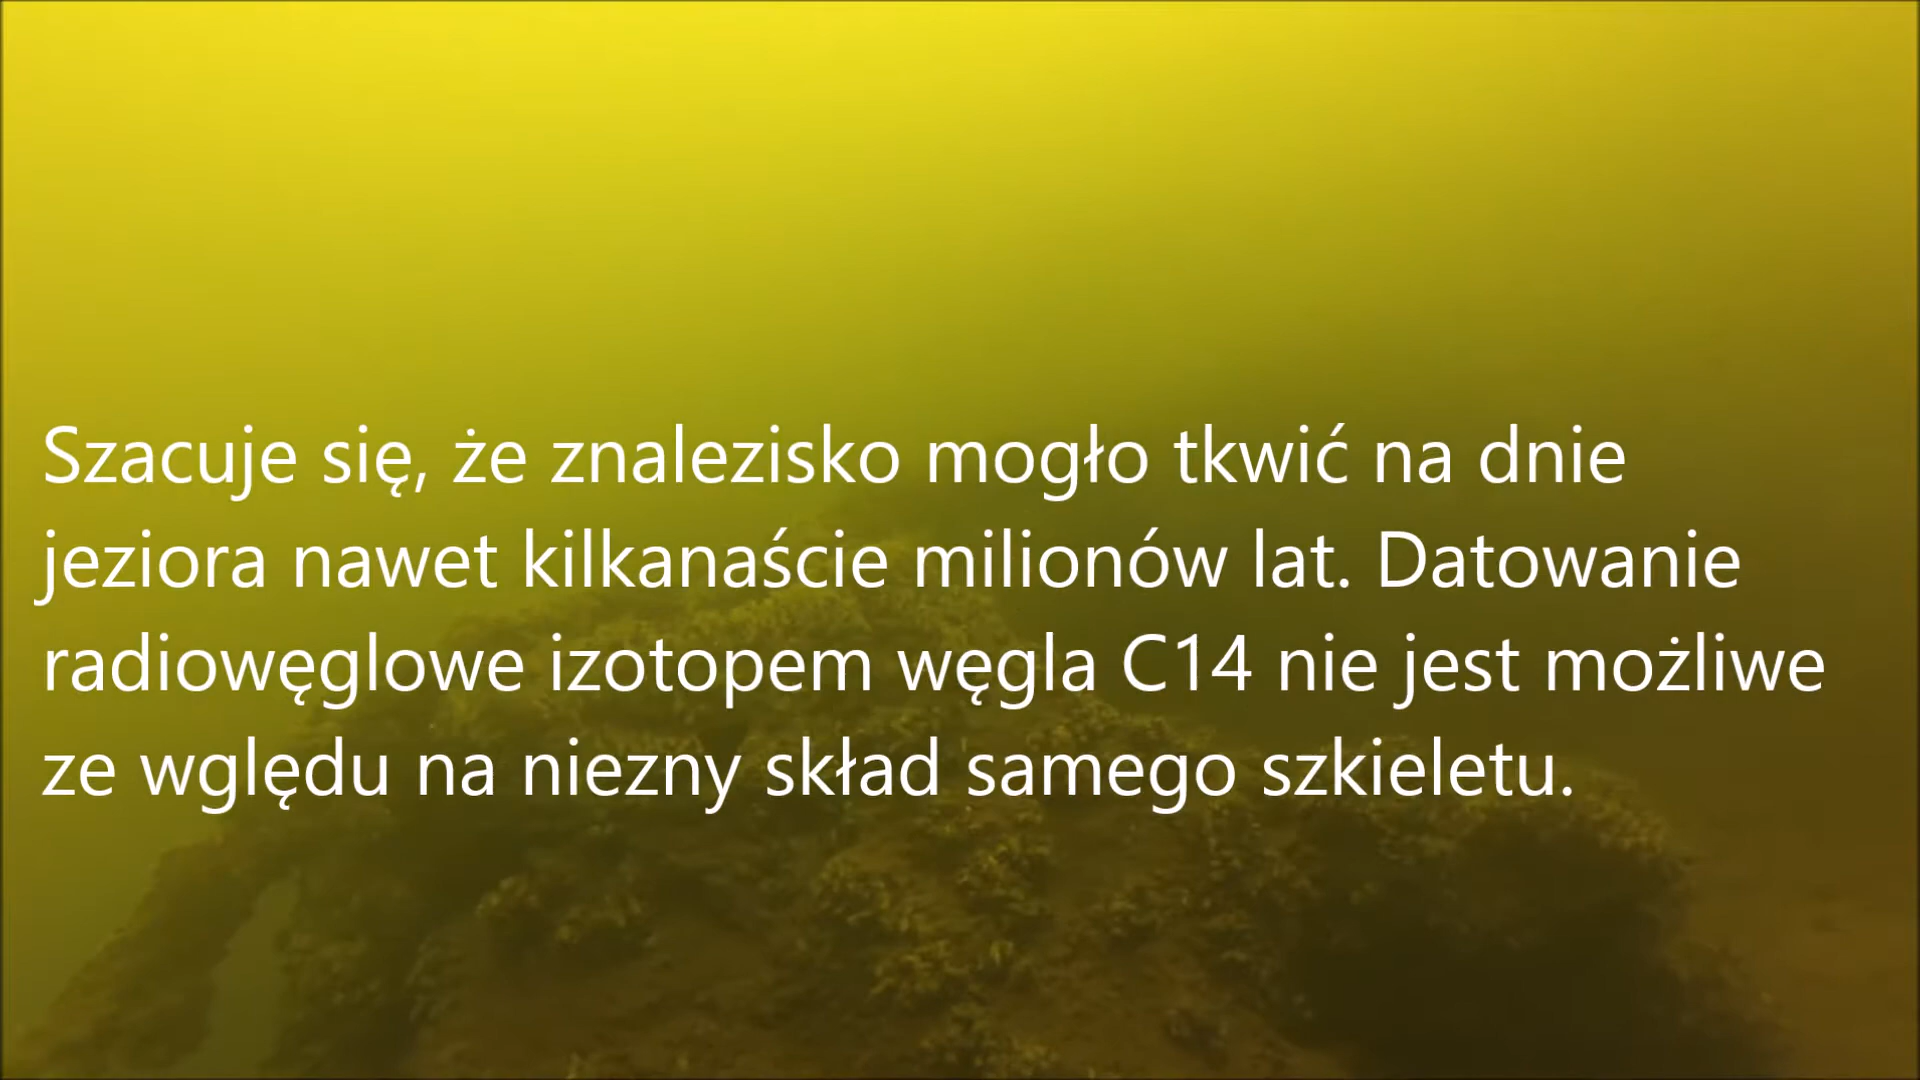 Szacuje się, że znalezisko mogło tkwić na dnie
jeziora nawet kilkanaście milionów lat. Datowanie
radiowęglowe izotopem węgla C14 nie jest możliwe
ze wględu na niezny skład samego szkieletu.